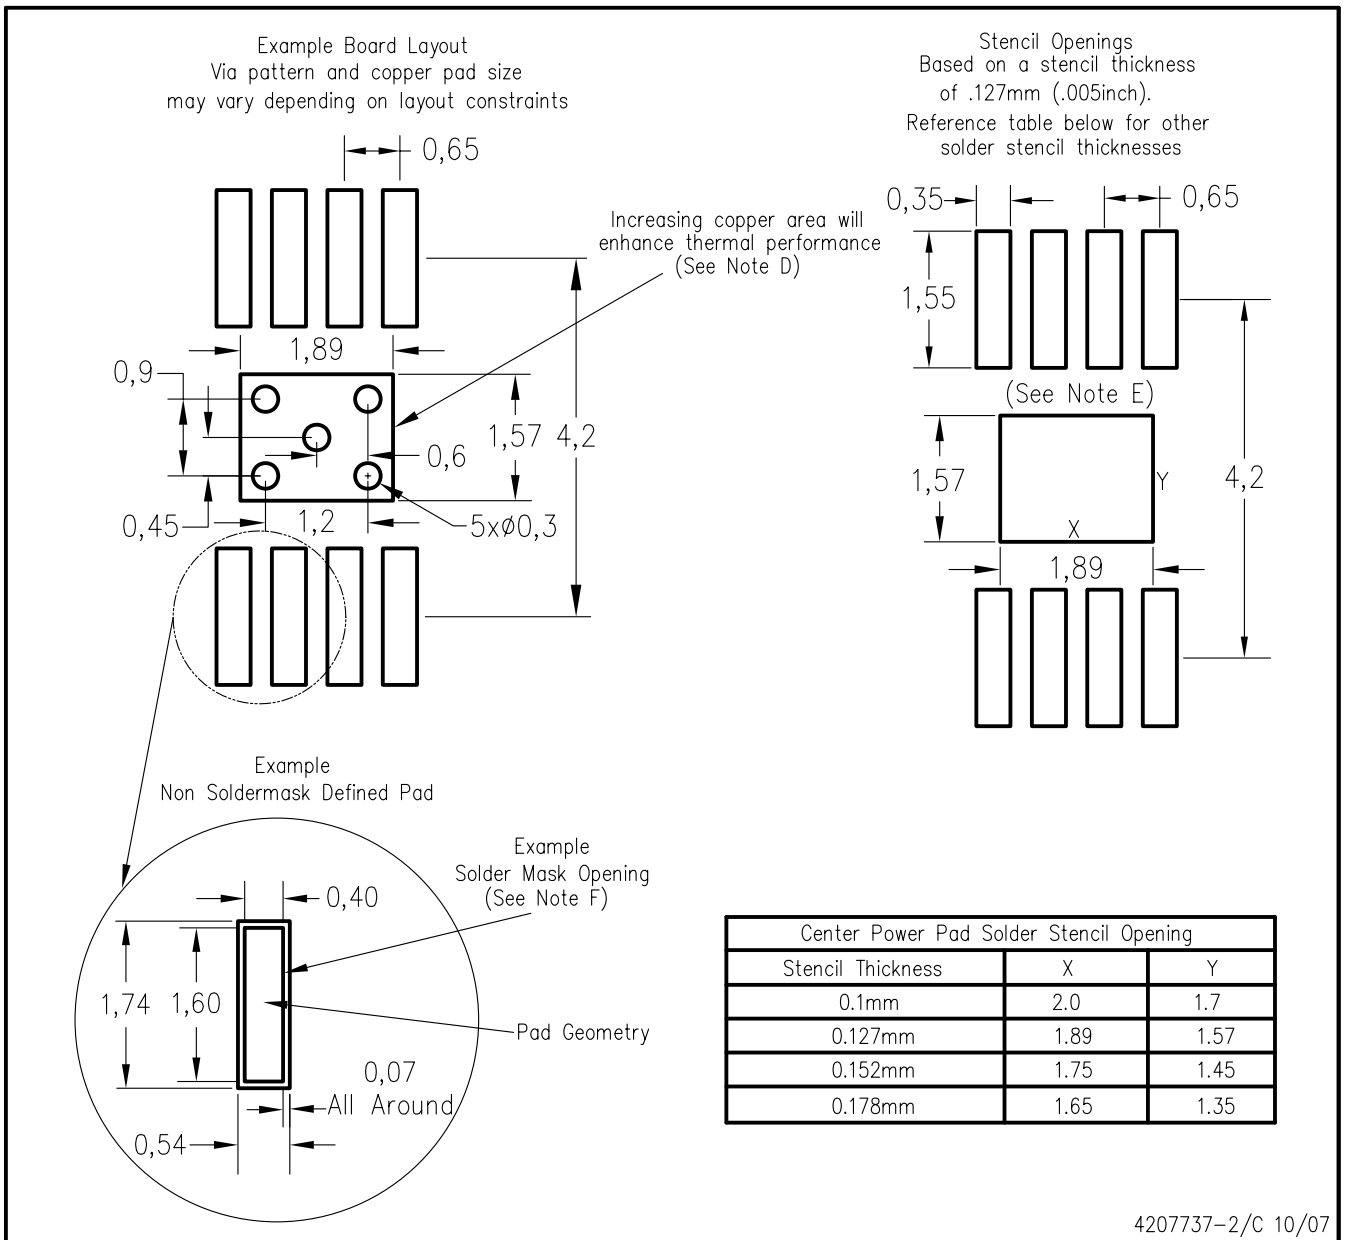 Example Board Layout
Via pattern and copper pad size
may vary depending on layout constraints
0,65
Increasing copper area will
enhance thermal performance
(See Note D)
1,89
0,9
1,57
4,2
0,6
0,45
1,2
5xø0,3
Stencil Openings
Based on a stencil thickness
of .127mm (.005inch).
Reference table below for other
solder stencil thicknesses
0,35
0,65
1,55
(See Note E)
1,57
Y
4,2
X
1,89
Example
Non Soldermask Defined Pad
Example
Solder Mask Opening
(See Note F)
0,40
1,74
1,60
Pad Geometry
0,07
All Around
0,54
Center Power Pad Solder Stencil Opening
Stencil Thickness X Y
0.1mm 2.0 1.7
0.127mm 1.89 1.57
0.152mm 1.75 1.45
0.178mm 1.65 1.35
4207737-2/C 10/07